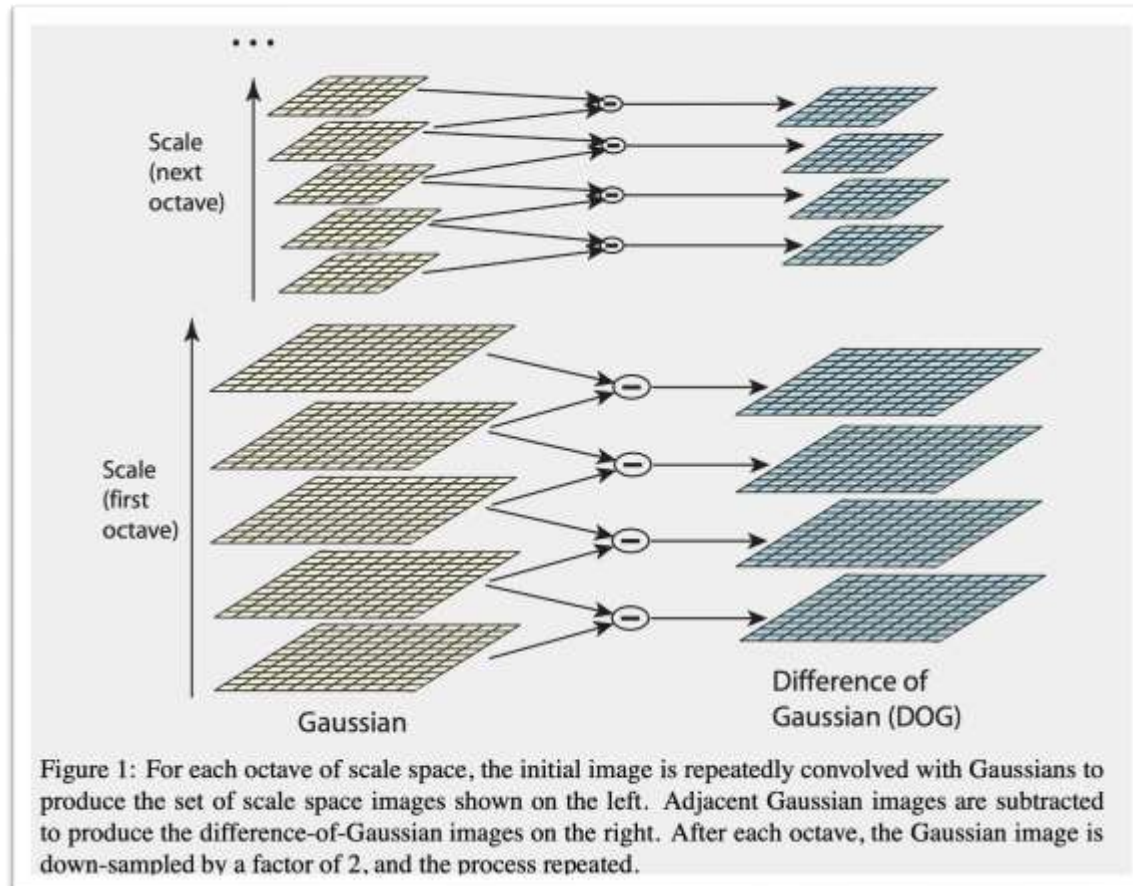 ...
Scale
(next
octave)
Scale
(first
octave)
Gaussian
Difference of
Gaussian (DOG)
Figure 1: For each octave of scale space, the initial image is repeatedly convolved with Gaussians to
produce the set of scale space images shown on the left. Adjacent Gaussian images are subtracted
to produce the difference-of-Gaussian images on the right. After each octave, the Gaussian image is
down-sampled by a factor of 2, and the process repeated.